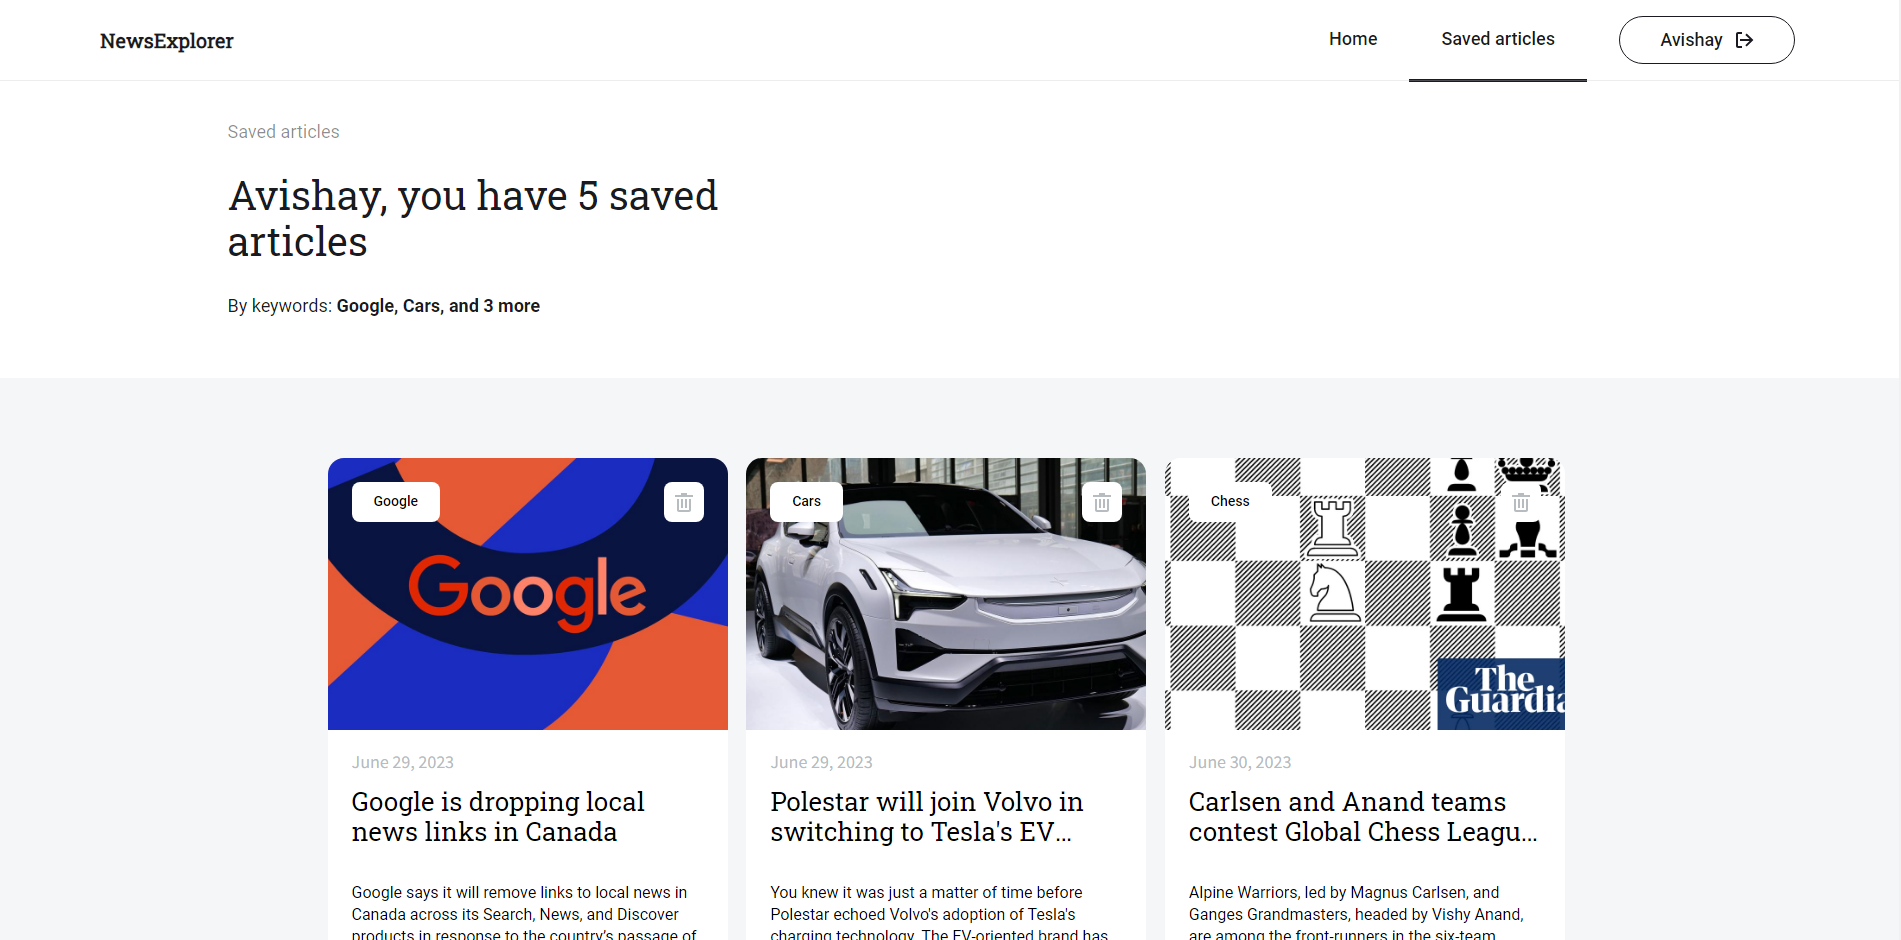 NewsExplorer
Home
Saved articles
Avishay
Saved articles
Avishay, you have 5 saved
articles
By keywords: Google, Cars, and 3 more
Google
Google
June 29, 2023
Google is dropping local
news links in Canada
Google says it will remove links to local news in
Canada across its Search, News, and Discover
products in response to the country’s passage of
Cars
June 29, 2023
Polestar will join Volvo in
switching to Tesla's EV...
You knew it was just a matter of time before
Polestar echoed Volvo's adoption of Tesla's
charging technology. The EV-oriented brand has
Chess
The
Guardia
June 30, 2023
Carlsen and Anand teams
contest Global Chess Leagu...
Alpine Warriors, led by Magnus Carlsen, and
Ganges Grandmasters, headed by Vishy Anand,
are among the front-runners in the six-team